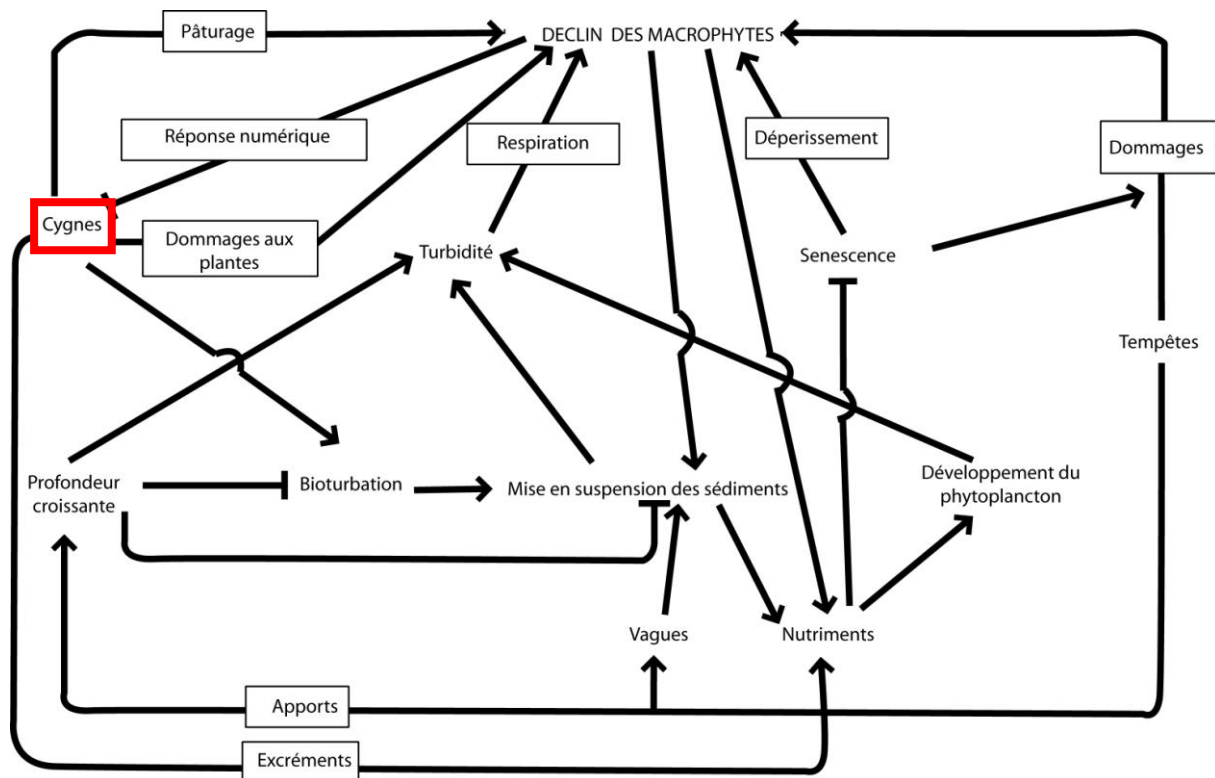 Pâturage
DECLIN DES MACROPHYTES
Réponse numérique
Respiration
Déperissement
Dommages
Cygnes
Dommages aux
plantes
Turbidité
Senescence
Tempêtes
Profondeur
croissante
Bioturbation
Mise en suspension des sédiments
Développement du
phytoplancton
Vagues
Nutriments
Apports
Excréments